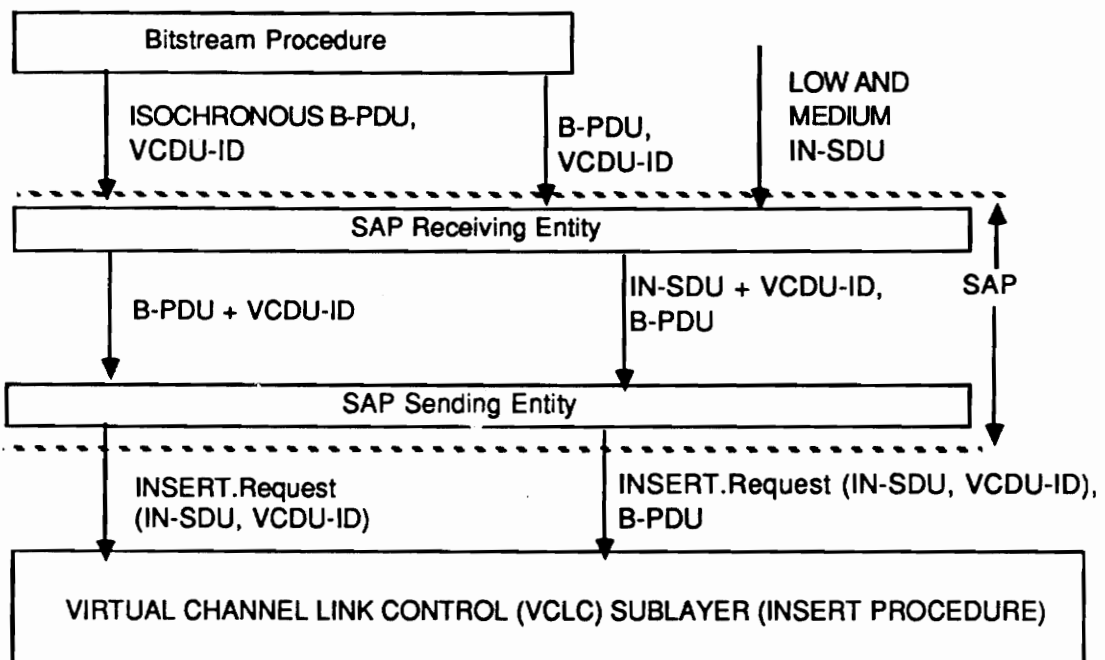 Bitstream Procedure
ISOCHRONOUS B-PDU,
VCDU-ID
B-PDU,
VCDU-ID
LOW AND
MEDIUM
IN-SDU
SAP Receiving Entity
B-PDU + VCDU-ID
IN-SDU + VCDU-ID,
B-PDU
SAP
SAP Sending Entity
INSERT.Request
(IN-SDU, VCDU-ID)
INSERT.Request (IN-SDU, VCDU-ID),
B-PDU
VIRTUAL CHANNEL LINK CONTROL (VCLC) SUBLAYER (INSERT PROCEDURE)